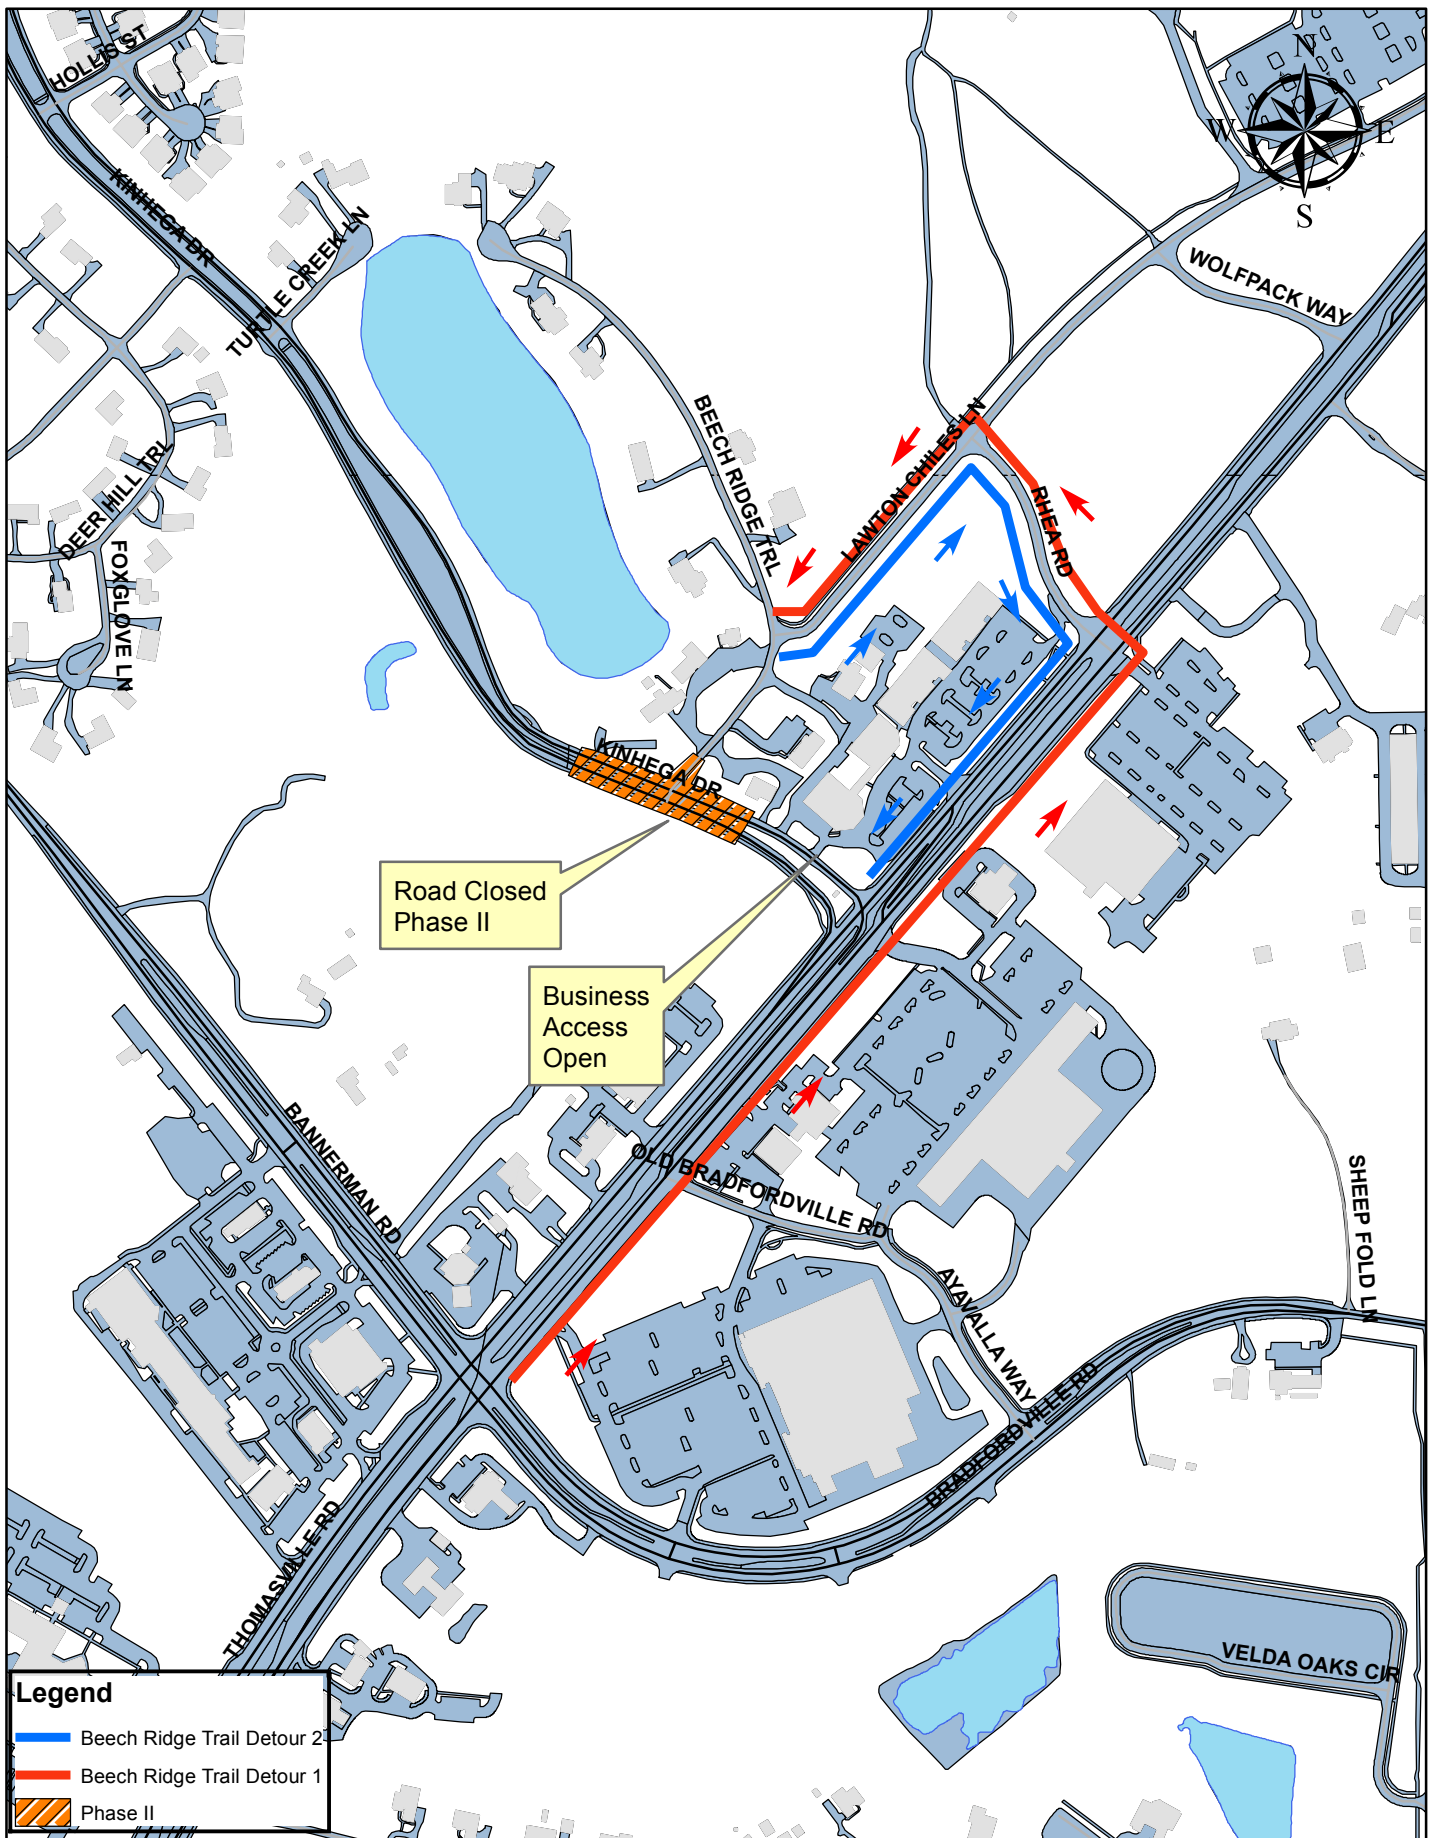 HOLLIS ST
N
W
E
S
KINHEGA DR
TURTLE CREEK LN
WOLFPACK WAY
BEECH RIDGE TRL
LAWTON CHILES LN
RHEA RD
DEER HILL TRL
FOXGLOVE LN
KINHEGA DR
Road Closed
Phase II
Business
Access
Open
BANNERMAN RD
OLD BRADFORDVILLE RD
SHEEP FOLD LN
AYAVALLA WAY
BRADFORDVILLE RD
THOMASVILLE RD
VELDA OAKS CIR
Legend
Beech Ridge Trail Detour 2
Beech Ridge Trail Detour 1
Phase II